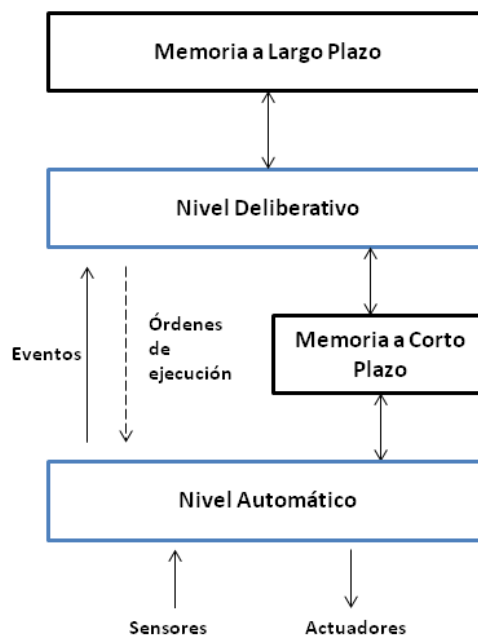 Memoria a Largo Plazo
Nivel Deliberativo
Órdenes
de
ejecución
Eventos
Memoria a Corto
Plazo
Nivel Automático
Sensores
Actuadores